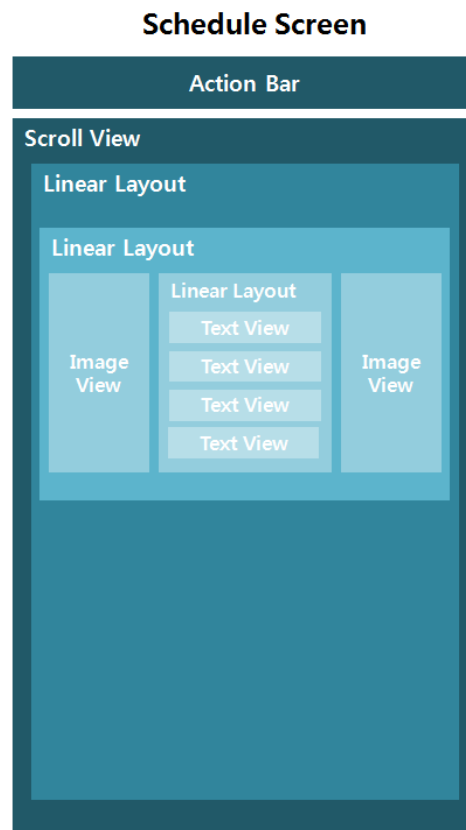 Schedule Screen
Action Bar
Scroll View
Linear Layout
Linear Layout
Image
View
Linear Layout
Text View
Text View
Text View
Text View
Image
View